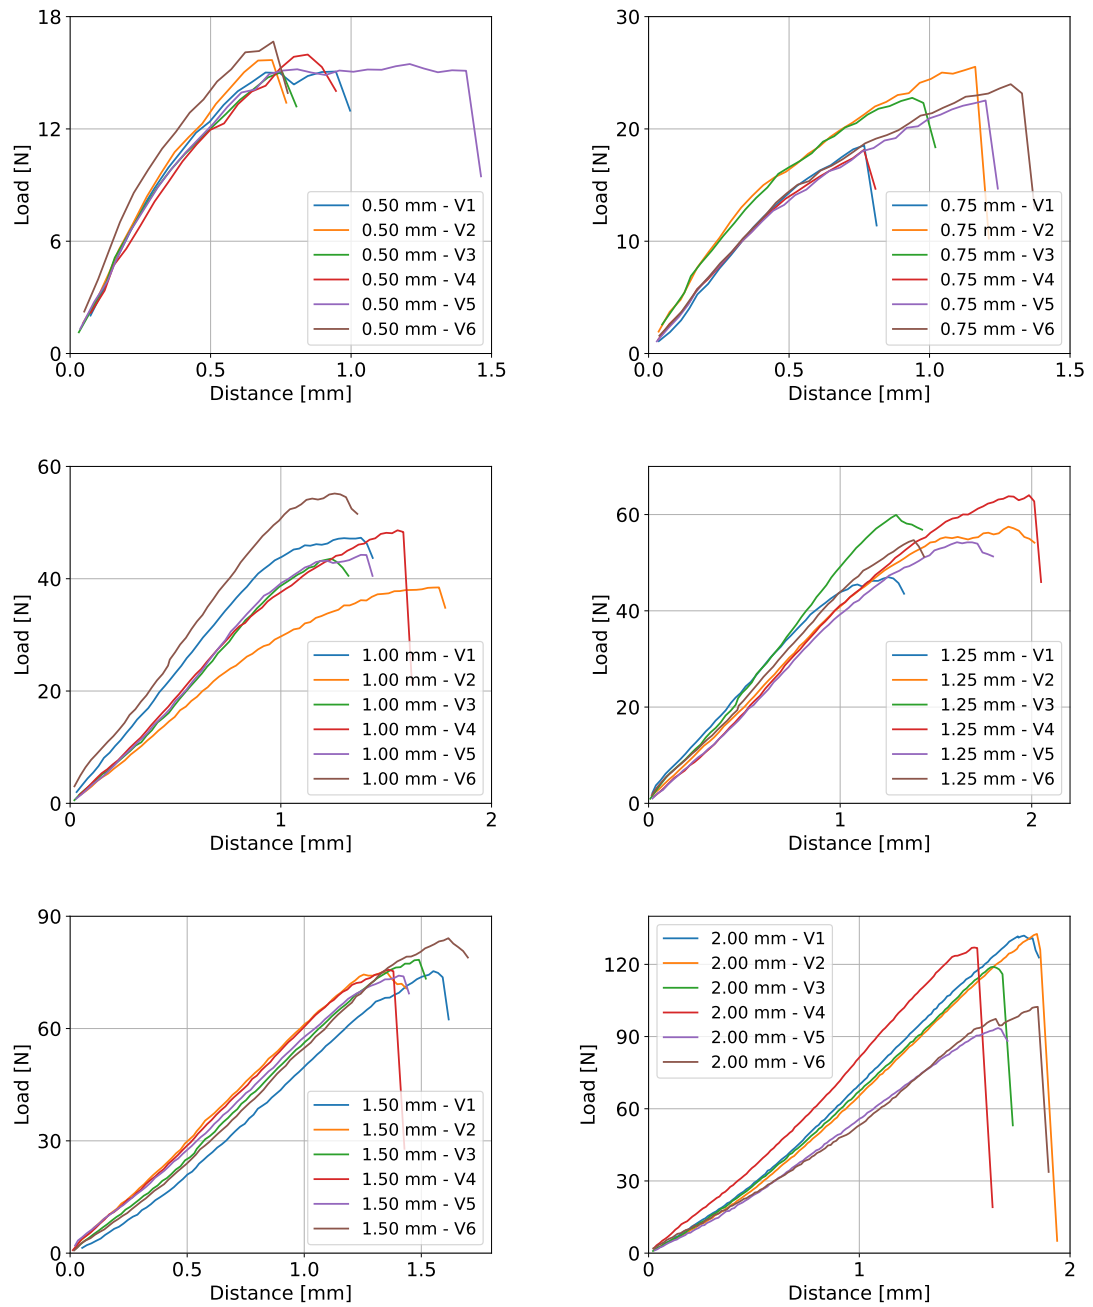 18
12
6
0
Load [N]
0.50 mm - V1
0.50 mm - V2
0.50 mm - V3
0.50 mm - V4
0.50 mm - V5
0.50 mm - V6
0.0 0.5 1.0 1.5
Distance [mm]
30
20
10
0
Load [N]
0.75 mm - V1
0.75 mm - V2
0.75 mm - V3
0.75 mm - V4
0.75 mm - V5
0.75 mm - V6
0.0 0.5 1.0 1.5
Distance [mm]
60
40
20
0
Load [N]
1.00 mm - V1
1.00 mm - V2
1.00 mm - V3
1.00 mm - V4
1.00 mm - V5
1.00 mm - V6
0 1 2
Distance [mm]
60
40
20
0
Load [N]
1.25 mm - V1
1.25 mm - V2
1.25 mm - V3
1.25 mm - V4
1.25 mm - V5
1.25 mm - V6
0 1 2
Distance [mm]
90
60
30
0
Load [N]
1.50 mm - V1
1.50 mm - V2
1.50 mm - V3
1.50 mm - V4
1.50 mm - V5
1.50 mm - V6
0.0 0.5 1.0 1.5
Distance [mm]
120
90
60
30
0
Load [N]
2.00 mm - V1
2.00 mm - V2
2.00 mm - V3
2.00 mm - V4
2.00 mm - V5
2.00 mm - V6
0 1 2
Distance [mm]